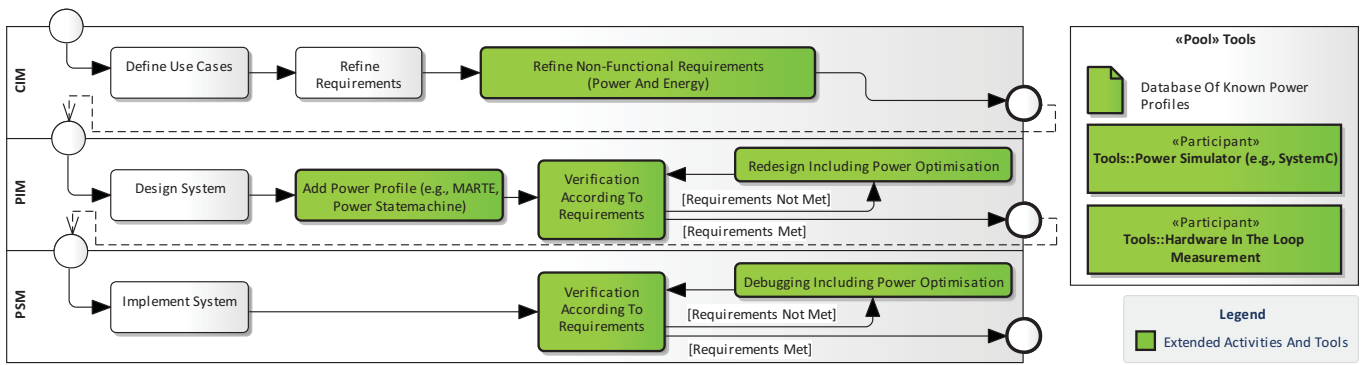 CIM
Define Use Cases
Refine
Requirements
Refine Non-Functional Requirements
(Power And Energy)
PIM
Design System
Add Power Profile (e.g., MARTE,
Power Statemachine)
Verification
According To
Requirements
Redesign Including Power Optimisation
[Requirements Not Met]
[Requirements Met]
PSM
Implement System
Verification
According To
Requirements
Debugging Including Power Optimisation
[Requirements Not Met]
[Requirements Met]
«Pool» Tools
Database Of Known Power
Profiles
«Participant»
Tools::Power Simulator (e.g., SystemC)
«Participant»
Tools::Hardware In The Loop
Measurement
Legend
Extended Activities And Tools